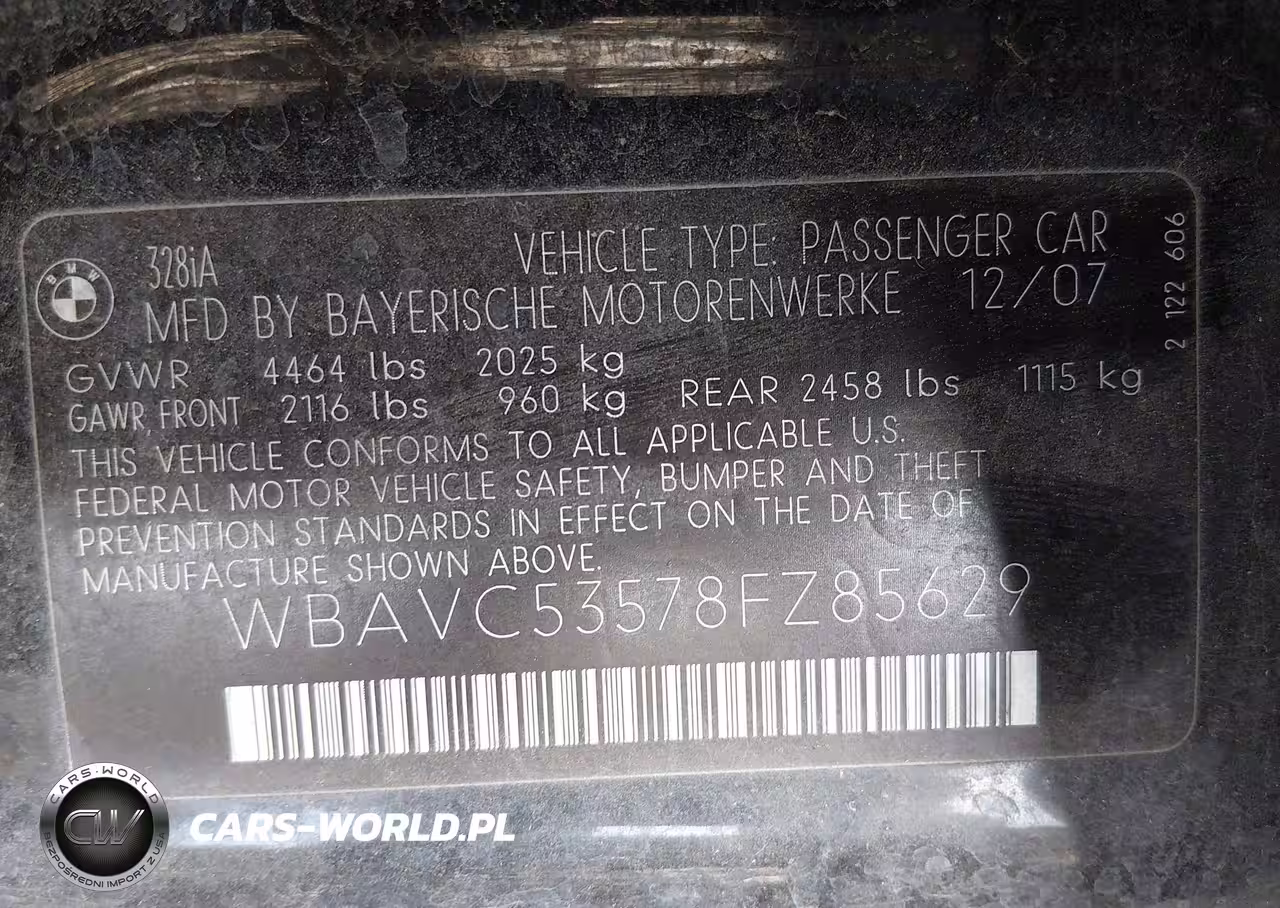 BMW
328iA
VEHICLE TYPE: PASSENGER CAR
MFD BY BAYERISCHE MOTORENWERKE 12/07
GVWR 4464 lbs 2025 kg
GAWR FRONT 2116 lbs 960 kg REAR 2458 lbs 1115 kg
THIS VEHICLE CONFORMS TO ALL APPLICABLE U.S.
FEDERAL MOTOR VEHICLE SAFETY, BUMPER AND THEFT
PREVENTION STANDARDS IN EFFECT ON THE DATE OF
MANUFACTURE SHOWN ABOVE.
WBAVC53578FZ85629
2 122 606
CARS-WORLD
CW
BEZPOŚREDNI IMPORT Z USA
CARS-WORLD.PL